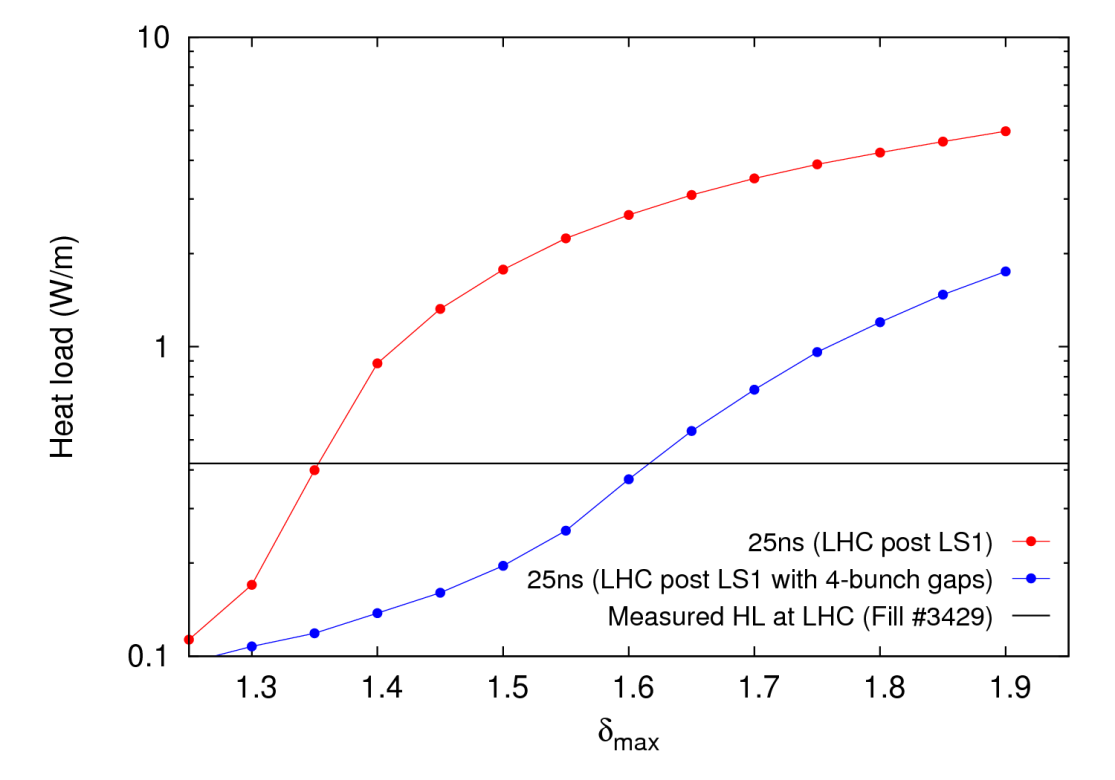 10
1
0.1
Heat load (W/m)
25ns (LHC post LS1)
25ns (LHC post LS1 with 4-bunch gaps)
Measured HL at LHC (Fill #3429)
1.3 1.4 1.5 1.6 1.7 1.8 1.9
δmax